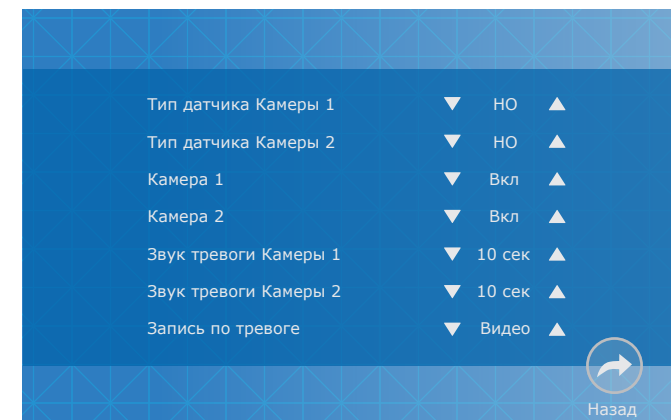 Тип датчика Камеры 1 НО
Тип датчика Камеры 2 НО
Камера 1 Вкл
Камера 2 Вкл
Звук тревоги Камеры 1 10 сек
Звук тревоги Камеры 2 10 сек
Запись по тревоге Видео
Назад